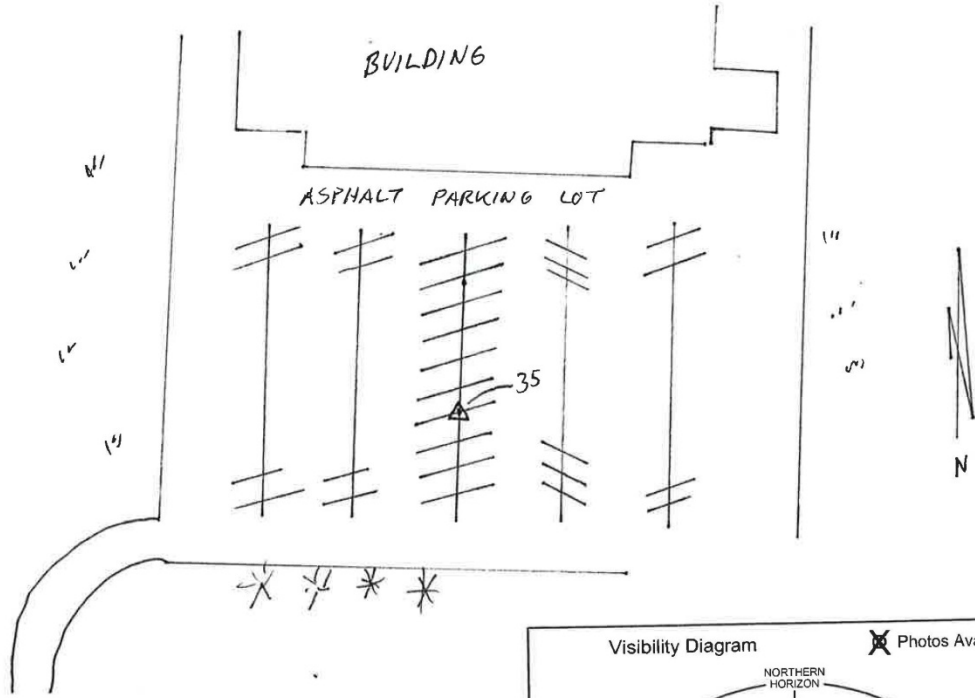 BUILDING
ASPHALT PARKING LOT
35
N
Visibility Diagram Photos Ava
NORTHERN
HORIZON